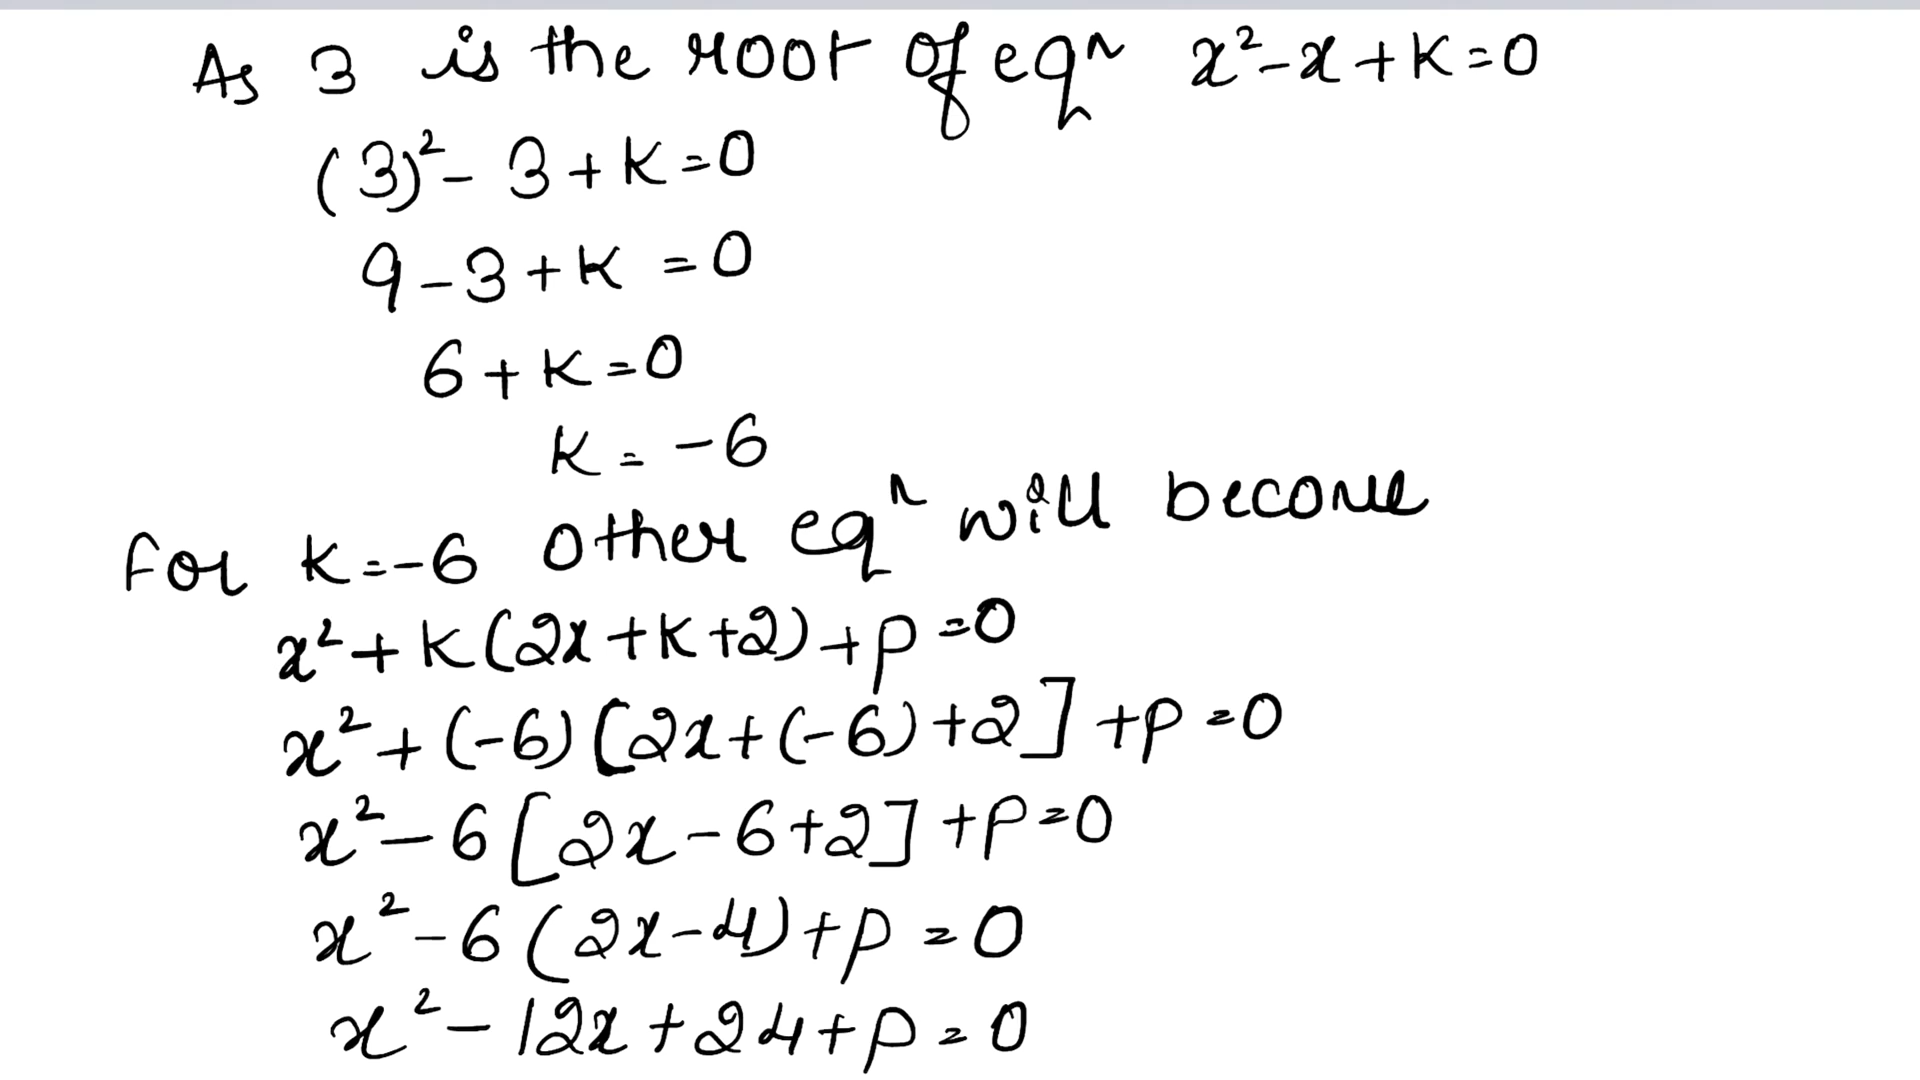 As 3 is the root of eqⁿ x²-x+K=0
(3)²- 3+K=0
9-3+K =0
6+K=0
K= -6
For K=-6 other eqⁿ will become
x²+K(2x+K+2)+p=0
x²+(-6)[2x+(-6)+2]+p=0
x²-6[2x-6+2]+p=0
x²-6(2x-4)+p=0
x²-12x+24+p=0